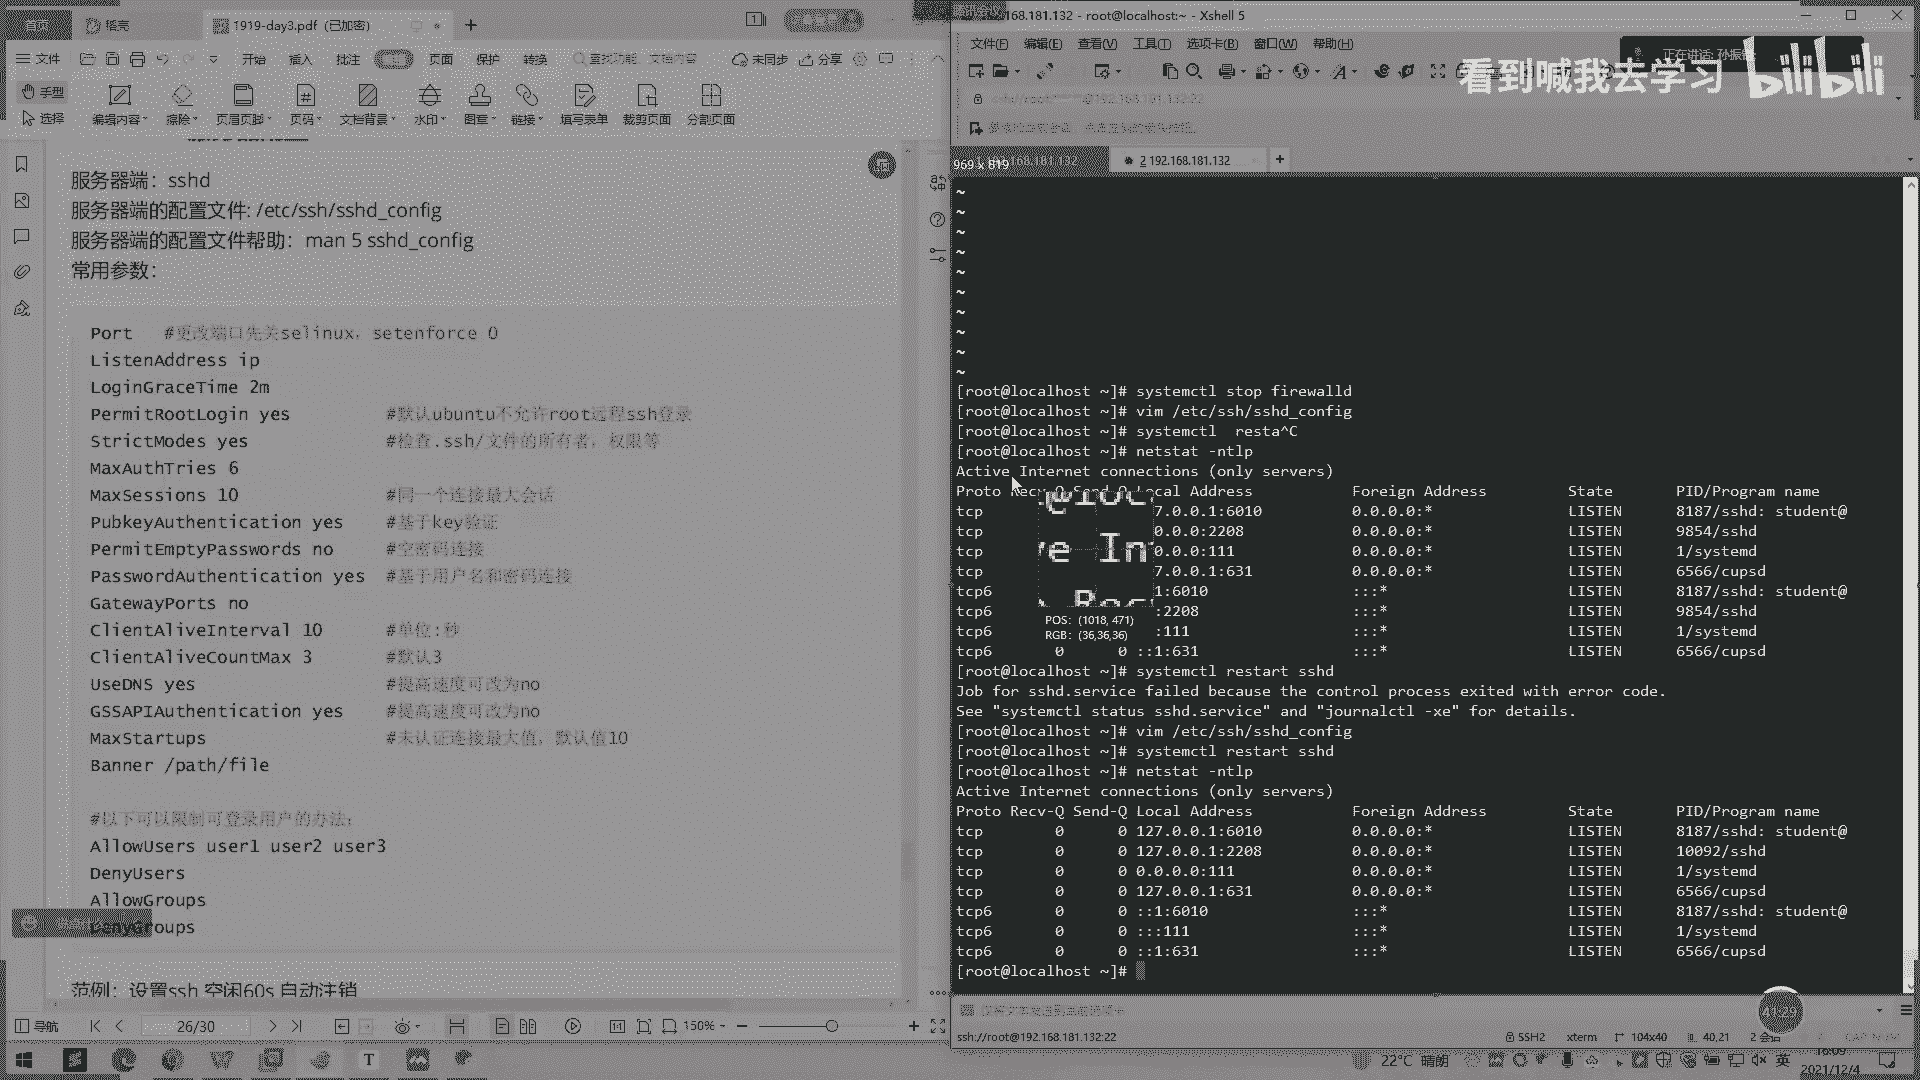 首页
稻壳
1919-day3.pdf (已加密)
文件
开始
插入
批注
页面
保护
转换
查找功能、文档内容
未同步
分享
手型
选择
编辑内容
擦除
页眉页脚
页码
文档背景
水印
图章
链接
填写表单
裁剪页面
分割页面
服务器端：sshd
服务器端的配置文件: /etc/ssh/sshd_config
服务器端的配置文件帮助：man 5 sshd_config
常用参数：
Port #更改端口先关selinux，setenforce 0
ListenAddress ip
LoginGraceTime 2m
PermitRootLogin yes #默认ubuntu不允许root远程ssh登录
StrictModes yes #检查.ssh/文件的所有者，权限等
MaxAuthTries 6
MaxSessions 10 #同一个连接最大会话
PubkeyAuthentication yes #基于key验证
PermitEmptyPasswords no #空密码连接
PasswordAuthentication yes #基于用户名和密码连接
GatewayPorts no
ClientAliveInterval 10 #单位:秒
ClientAliveCountMax 3 #默认3
UseDNS yes #提高速度可改为no
GSSAPIAuthentication yes #提高速度可改为no
MaxStartups #未认证连接最大值，默认值10
Banner /path/file
#以下可以限制可登录用户的办法：
AllowUsers user1 user2 user3
DenyUsers
AllowGroups
DenyGroups
范例：设置ssh 空闲60s 自动注销
导航
26/30
150%
168.181.132 - root@localhost:~ - Xshell 5
文件(F)
编辑(E)
查看(V)
工具(T)
选项卡(B)
窗口(W)
帮助(H)
正在讲话: 孙振
看到喊我去学习
bilibili
@192.168.181.132:22
969 x 819
168.181.132
2 192.168.181.132
~
~
~
~
~
~
~
~
~
~
[root@localhost ~]# systemctl stop firewalld
[root@localhost ~]# vim /etc/ssh/sshd_config
[root@localhost ~]# systemctl  resta^C
[root@localhost ~]# netstat -ntlp
Active Internet connections (only servers)
Proto Recv-Q Send-Q Local Address Foreign Address State PID/Program name
tcp 7.0.0.1:6010 0.0.0.0:* LISTEN 8187/sshd: student@
tcp 0.0.0:2208 0.0.0.0:* LISTEN 9854/sshd
tcp 0.0.0:111 0.0.0.0:* LISTEN 1/systemd
tcp 7.0.0.1:631 0.0.0.0:* LISTEN 6566/cupsd
tcp6 1:6010 :::* LISTEN 8187/sshd: student@
tcp6 :2208 :::* LISTEN 9854/sshd
tcp6 :111 :::* LISTEN 1/systemd
tcp6 0 0 ::1:631 :::* LISTEN 6566/cupsd
POS: (1018, 471)
RGB: (36,36,36)
[root@localhost ~]# systemctl restart sshd
Job for sshd.service failed because the control process exited with error code.
See "systemctl status sshd.service" and "journalctl -xe" for details.
[root@localhost ~]# vim /etc/ssh/sshd_config
[root@localhost ~]# systemctl restart sshd
[root@localhost ~]# netstat -ntlp
Active Internet connections (only servers)
Proto Recv-Q Send-Q Local Address Foreign Address State PID/Program name
tcp 0 0 127.0.0.1:6010 0.0.0.0:* LISTEN 8187/sshd: student@
tcp 0 0 127.0.0.1:2208 0.0.0.0:* LISTEN 10092/sshd
tcp 0 0 0.0.0.0:111 0.0.0.0:* LISTEN 1/systemd
tcp 0 0 127.0.0.1:631 0.0.0.0:* LISTEN 6566/cupsd
tcp6 0 0 ::1:6010 :::* LISTEN 8187/sshd: student@
tcp6 0 0 :::111 :::* LISTEN 1/systemd
tcp6 0 0 ::1:631 :::* LISTEN 6566/cupsd
[root@localhost ~]#
41:29
ssh://root@192.168.181.132:22
SSH2
xterm
104x40
40,21
2 会话
22°C 晴朗
英
2021/12/4